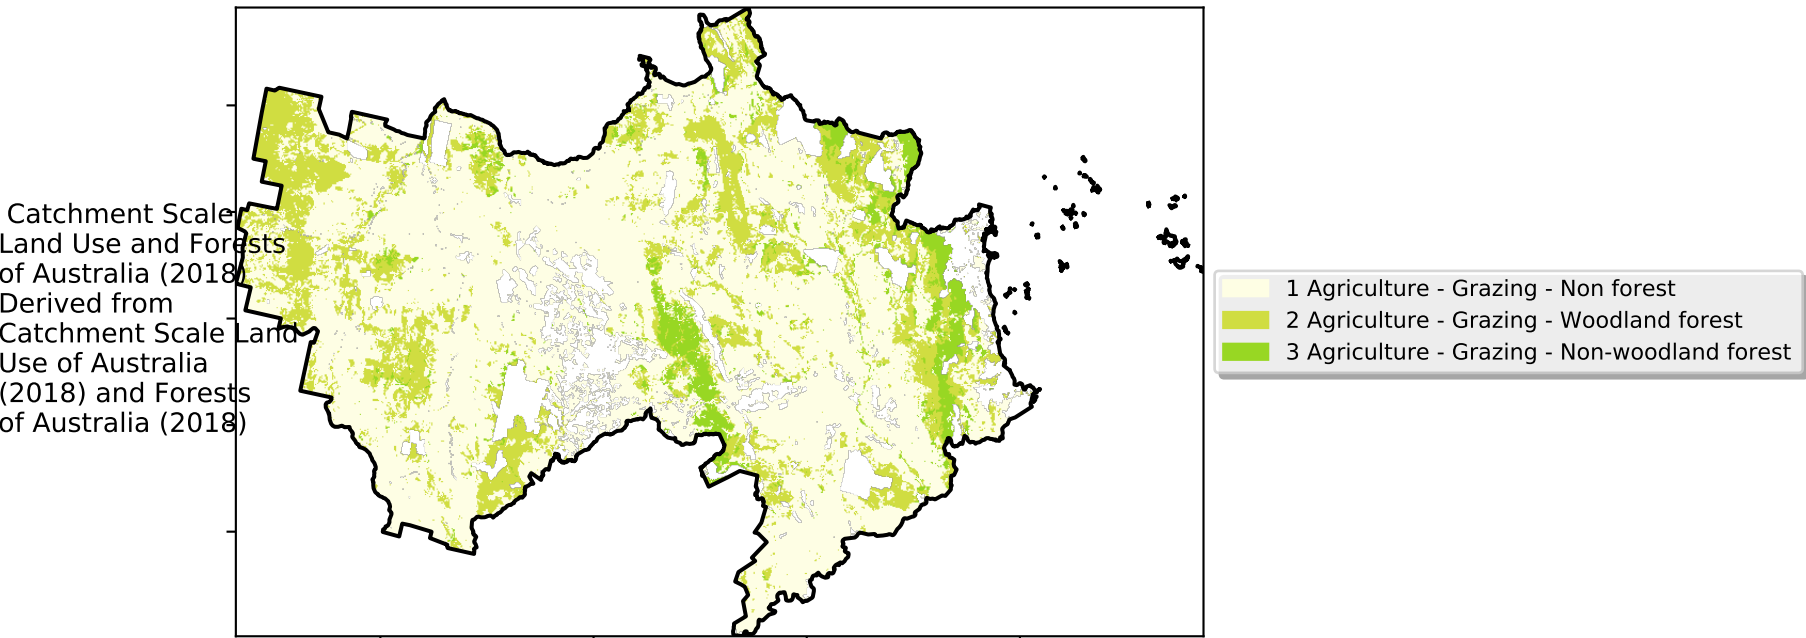 Catchment Scale
Land Use and Forests
of Australia (2018)
Derived from
Catchment Scale Land
Use of Australia
(2018) and Forests
of Australia (2018)
1 Agriculture - Grazing - Non forest
2 Agriculture - Grazing - Woodland forest
3 Agriculture - Grazing - Non-woodland forest